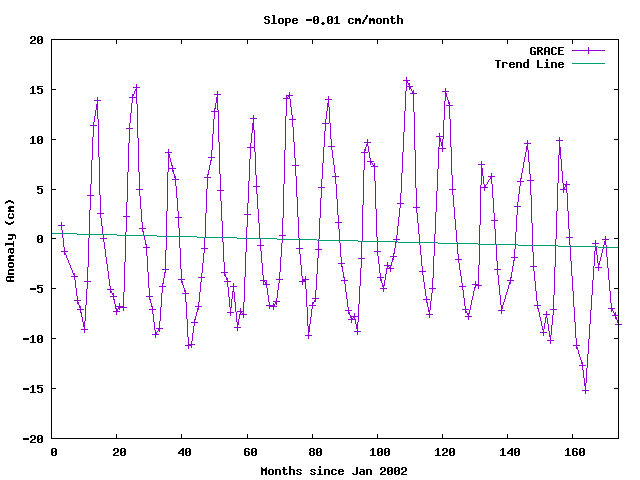 Slope -0.01 cm/month
GRACE
Trend Line
20
15
10
5
0
-5
-10
-15
-20
Anomaly (cm)
0 20 40 60 80 100 120 140 160
Months since Jan 2002